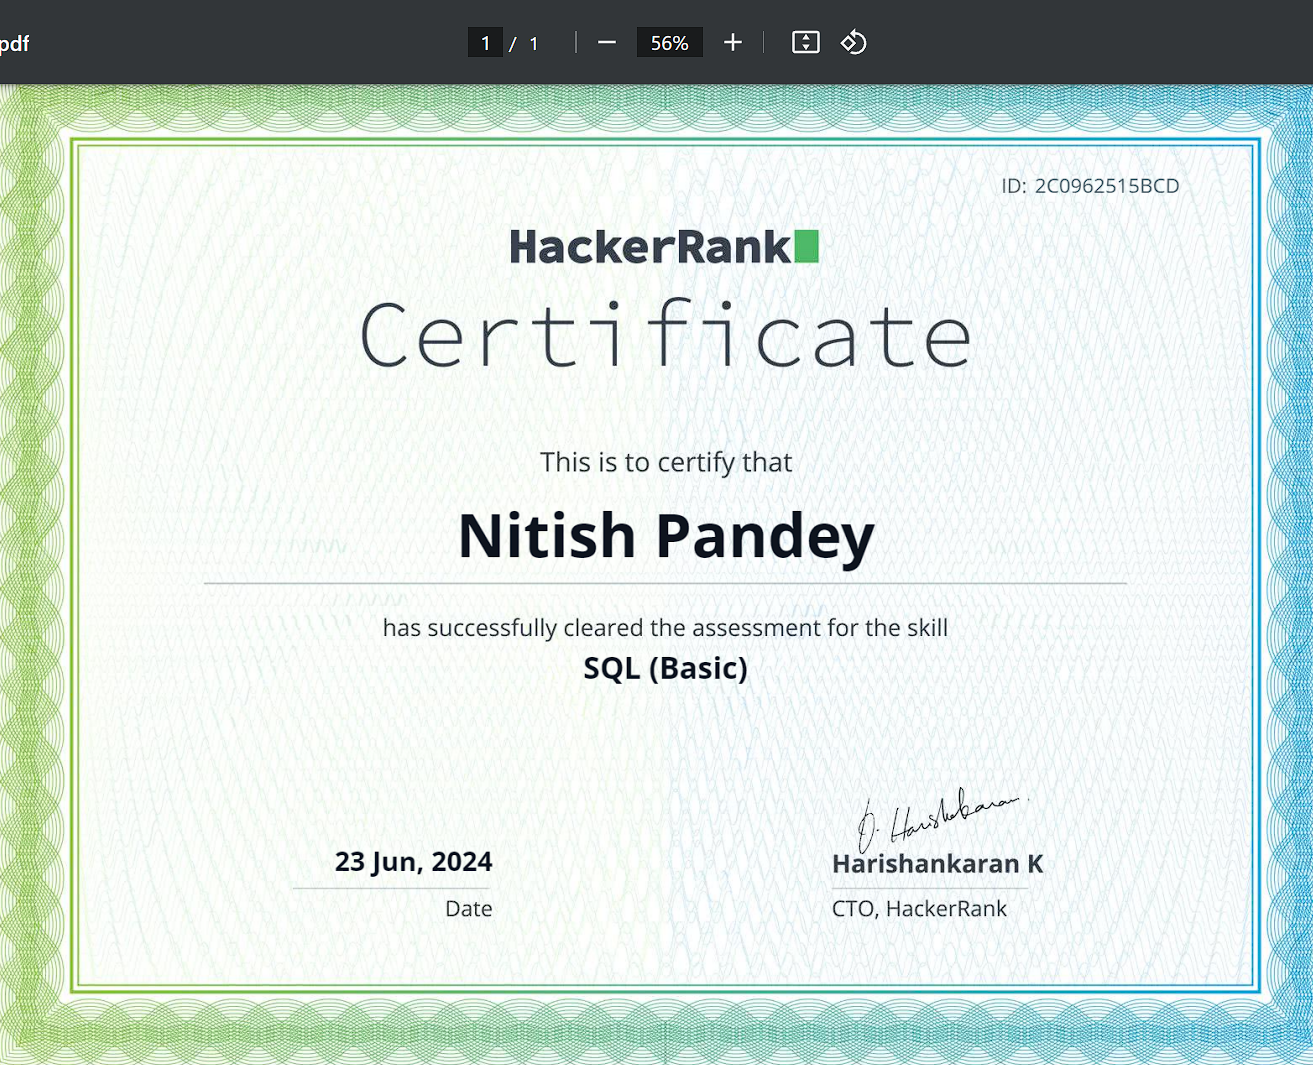 pdf
1 / 1
56%
ID: 2C0962515BCD
HackerRank
Certificate
This is to certify that
Nitish Pandey
has successfully cleared the assessment for the skill
SQL (Basic)
23 Jun, 2024
Date
Harishankaran K
CTO, HackerRank